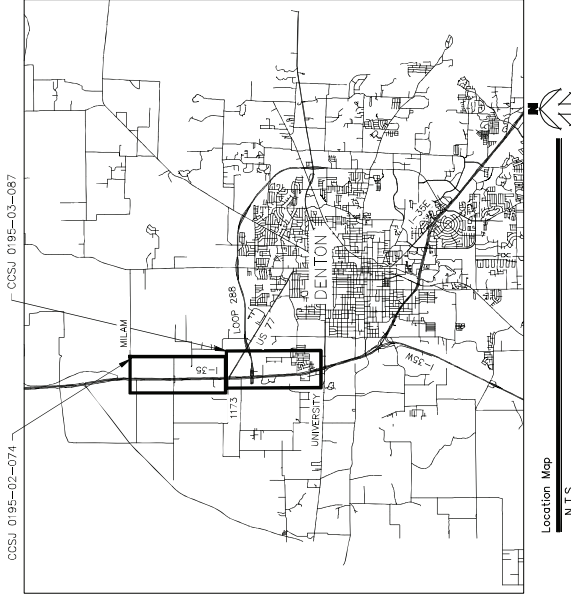 CCSJ 0195-02-074
CCSJ 0195-03-087
MILAM
I-35
1173
LOOP 288
US 77
UNIVERSITY
DENTON
I-35E
I-35W
N
Location Map
N.T.S.